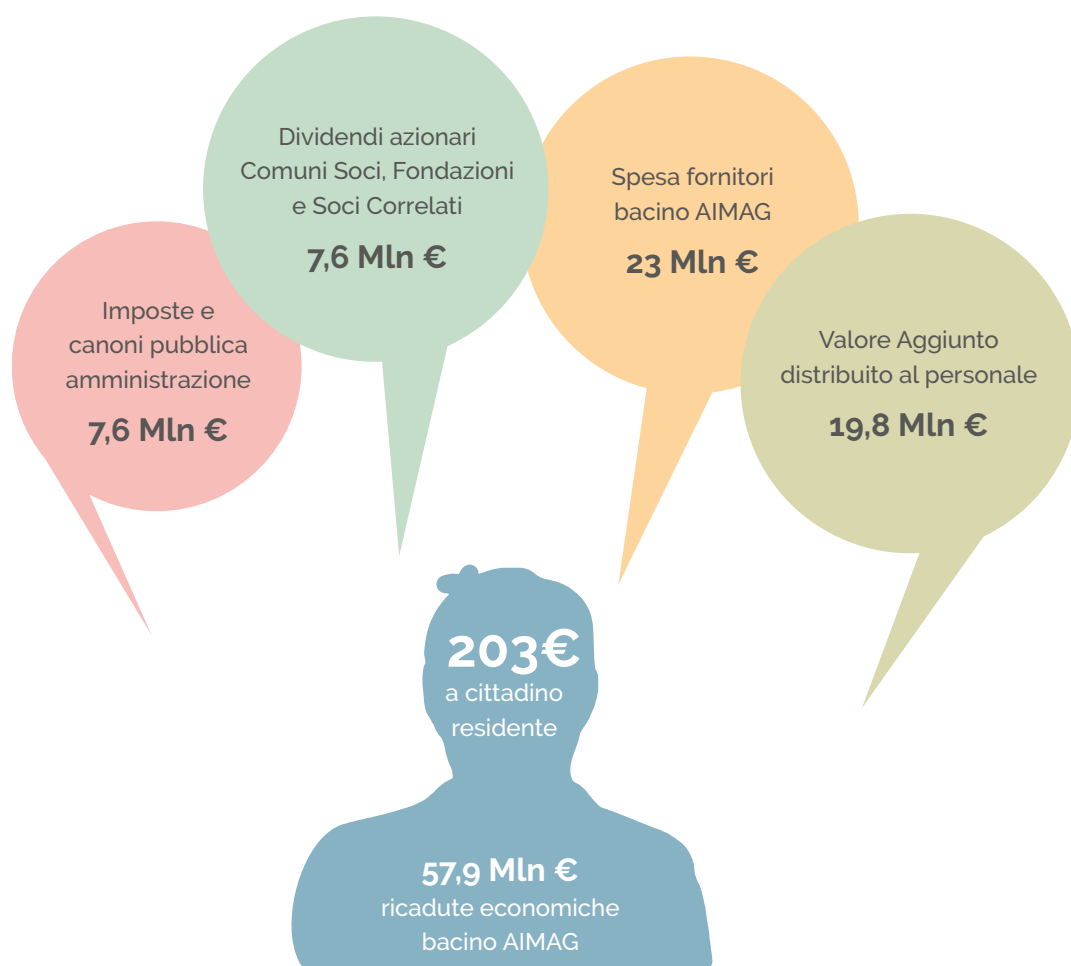 Imposte e
canoni pubblica
amministrazione
7,6 Mln €
Dividendi azionari
Comuni Soci, Fondazioni
e Soci Correlati
7,6 Mln €
Spesa fornitori
bacino AIMAG
23 Mln €
Valore Aggiunto
distribuito al personale
19,8 Mln €
203€
a cittadino
residente
57,9 Mln €
ricadute economiche
bacino AIMAG